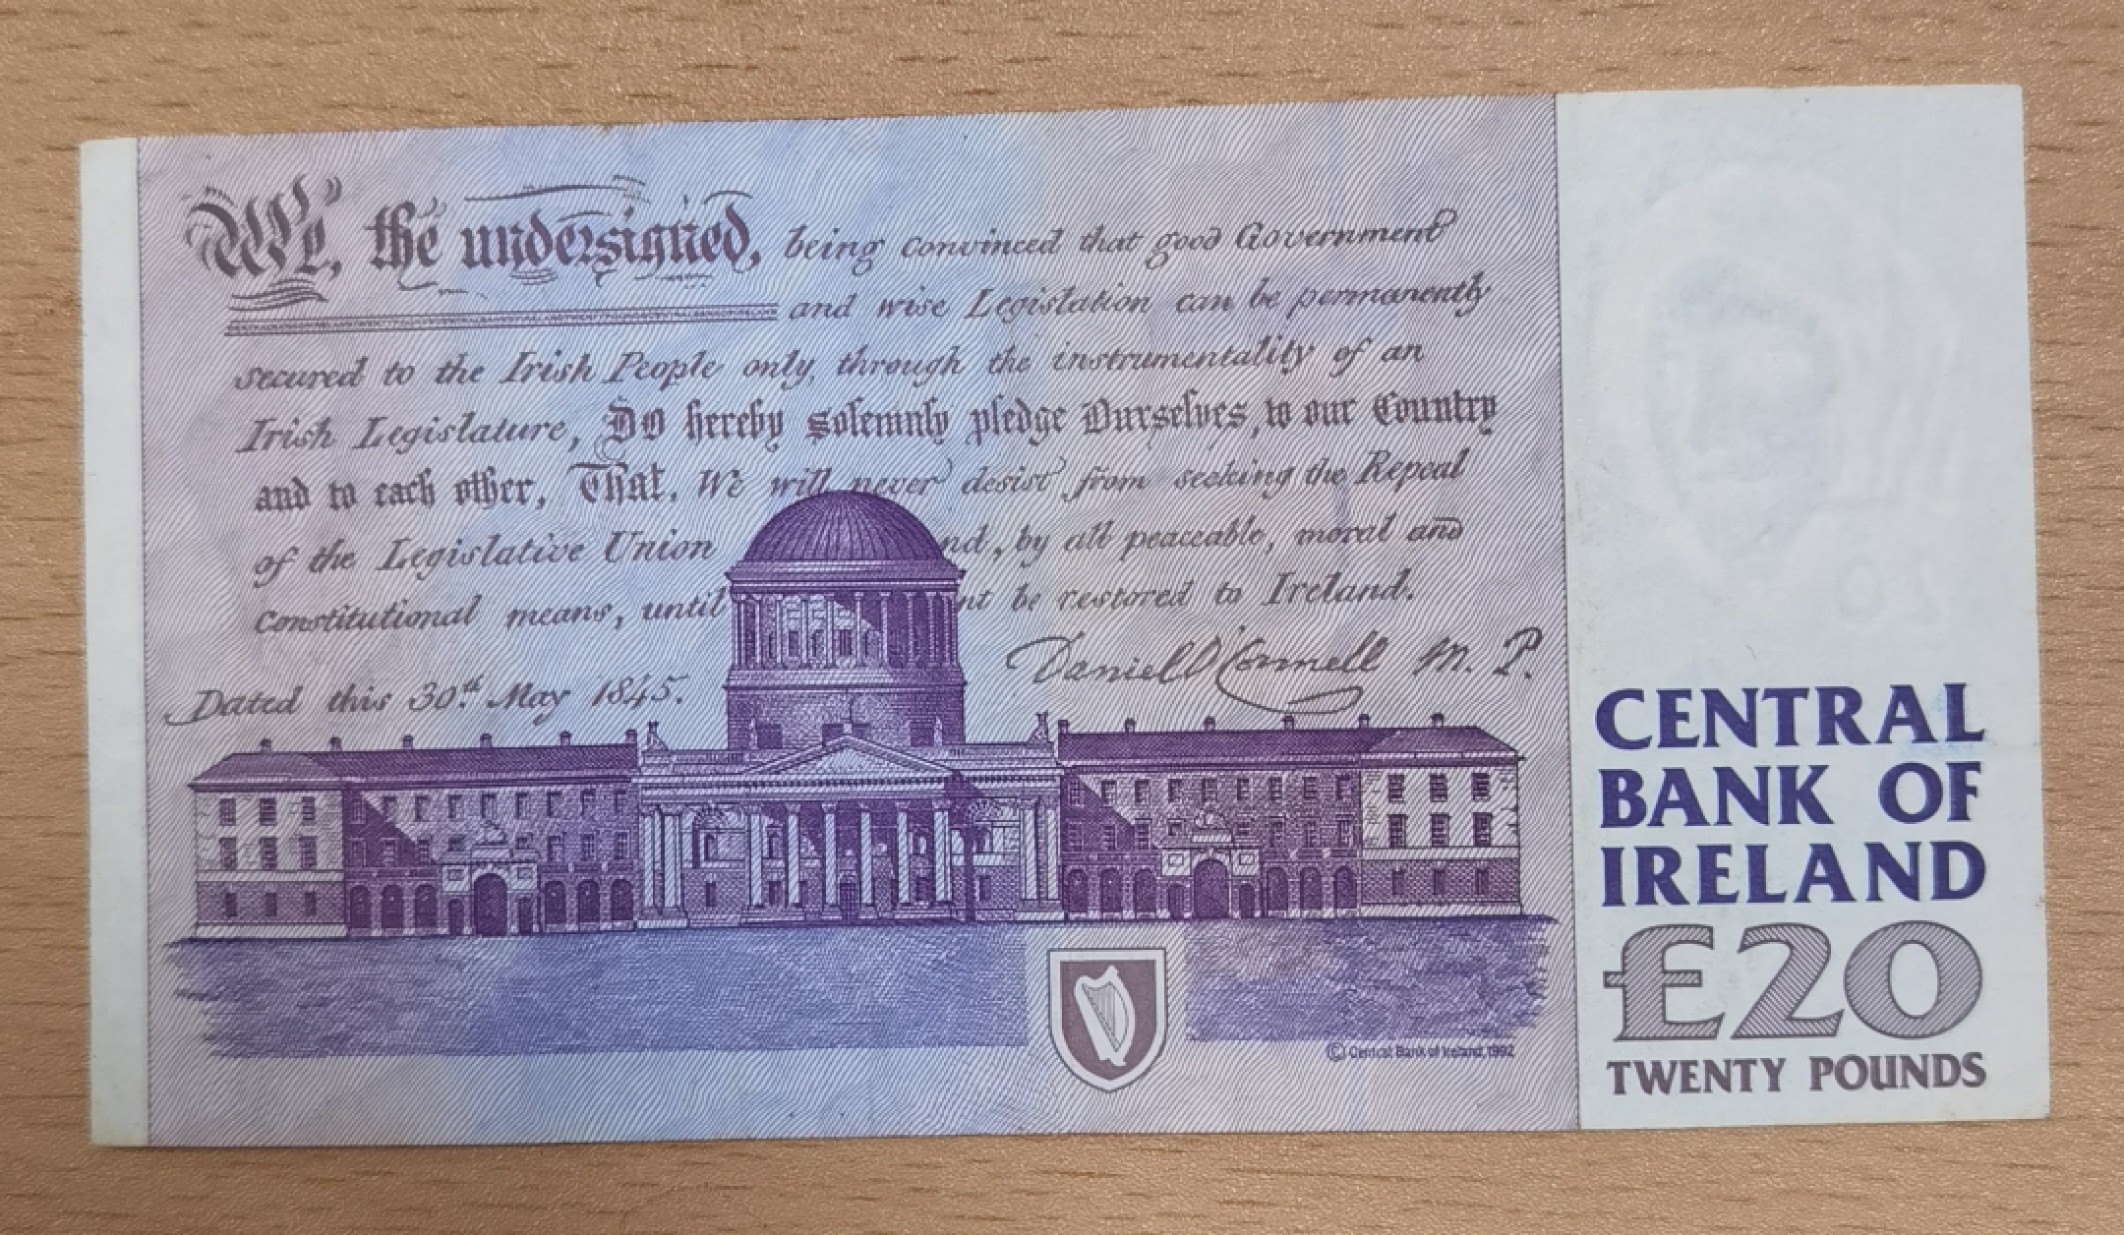 We, the undersigned, being convinced that good Government
and wise Legislation can be permanently
secured to the Irish People only, through the instrumentality of an
Irish Legislature, Do hereby solemnly pledge Ourselves, to our Country
and to each other, That, We will never desist from seeking the Repeal
of the Legislative Union nd, by all peaceable, moral and
constitutional means, until nt be restored to Ireland.
Daniel O'Connell M. P.
Dated this 30th May 1845.
© Central Bank of Ireland, 1992
CENTRAL
BANK OF
IRELAND
£20
TWENTY POUNDS